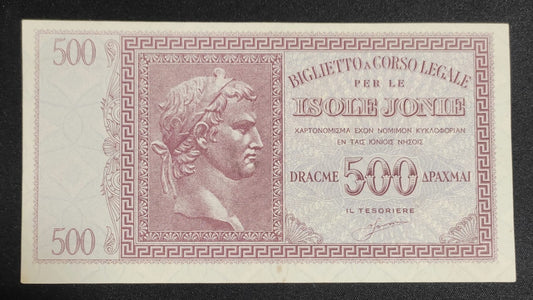 500
500
BIGLIETTO A CORSO LEGALE
PER LE
ISOLE JONIE
ΧΑΡΤΟΝΟΜΙΣΜΑ ΕΧΟΝ ΝΟΜΙΜΟΝ ΚΥΚΛΟΦΟΡΙΑΝ
ΕΝ ΤΑΙΣ ΙΟΝΙΟΙΣ ΝΗΣΟΙΣ
DRACME 500 ΔΡΑΧΜΑΙ
IL TESORIERE